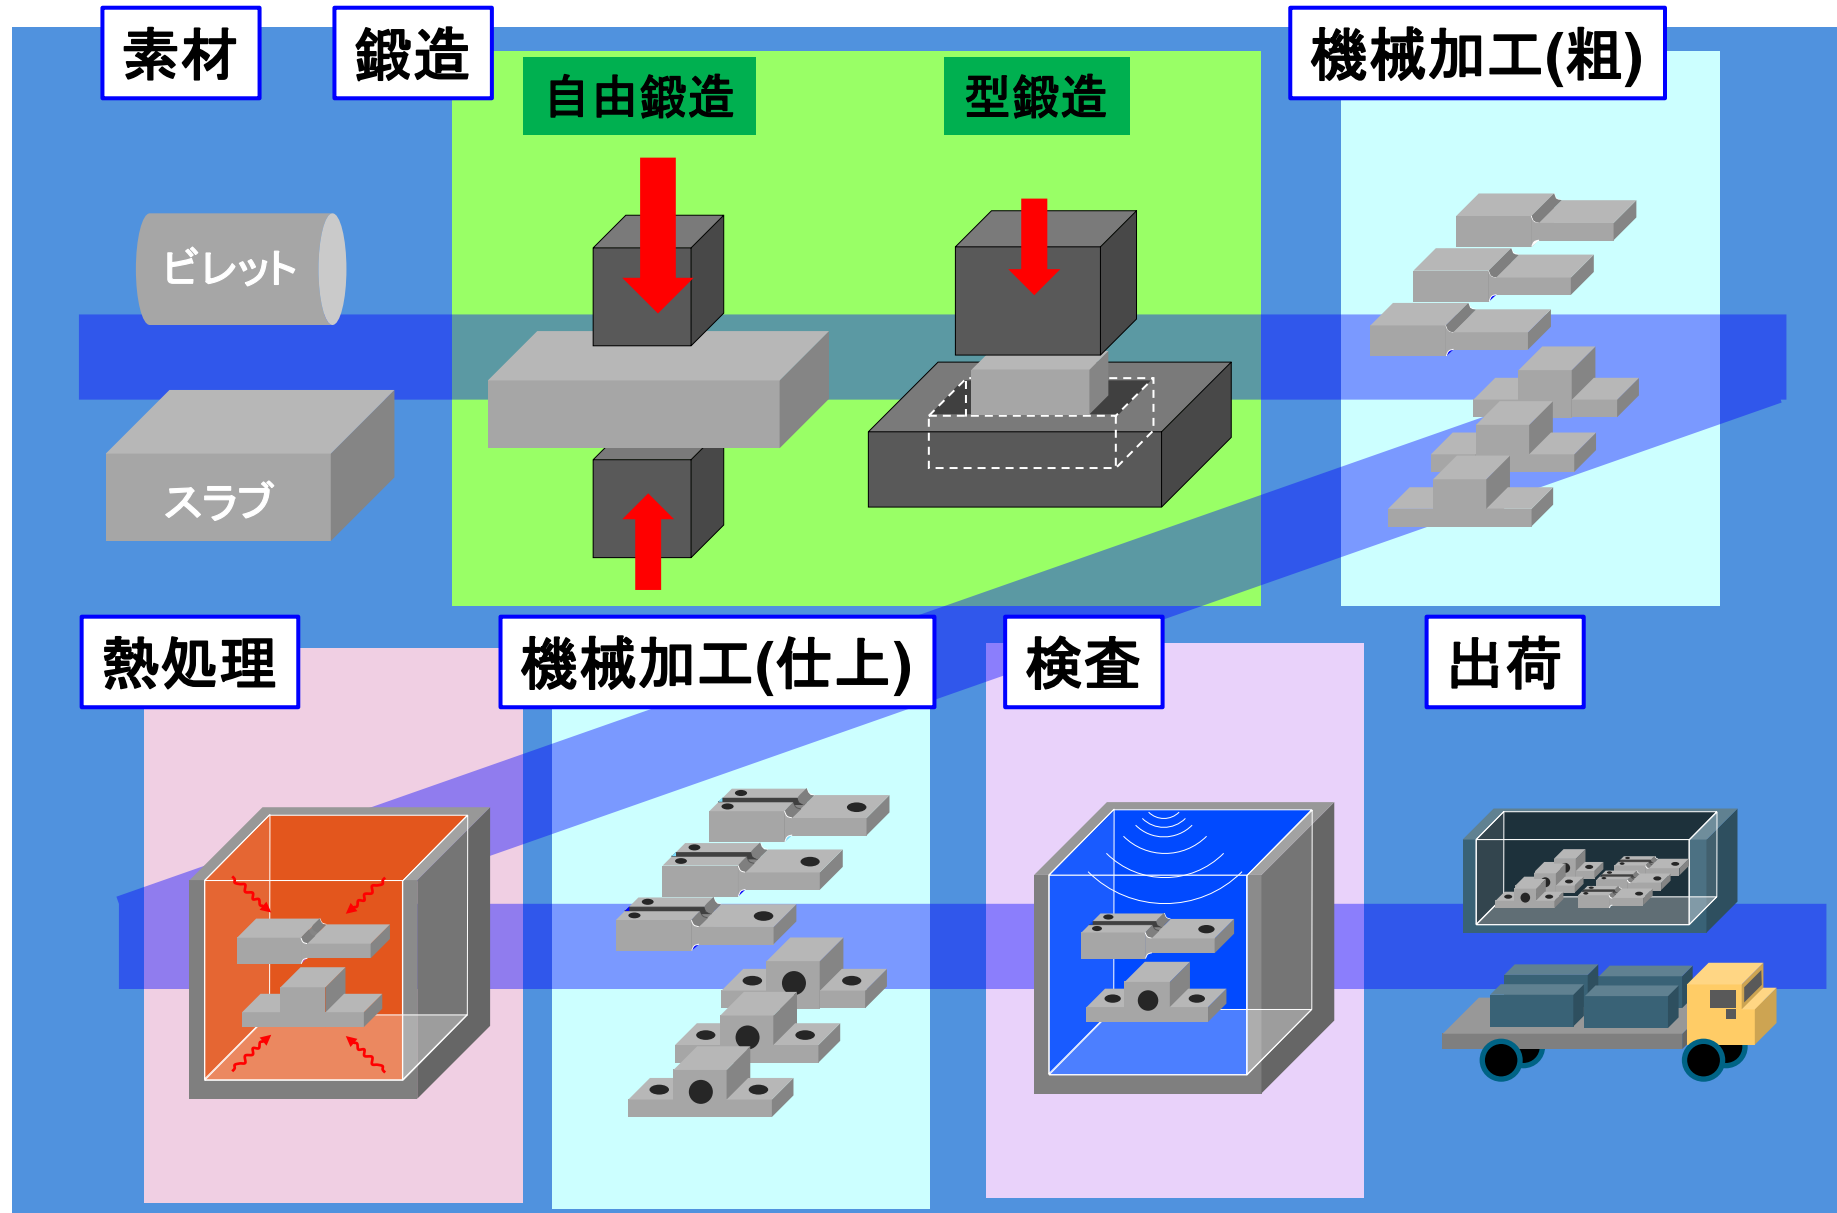 素材
鍛造
自由鍛造
型鍛造
機械加工(粗)
ビレット
スラブ
熱処理
機械加工(仕上)
検査
出荷